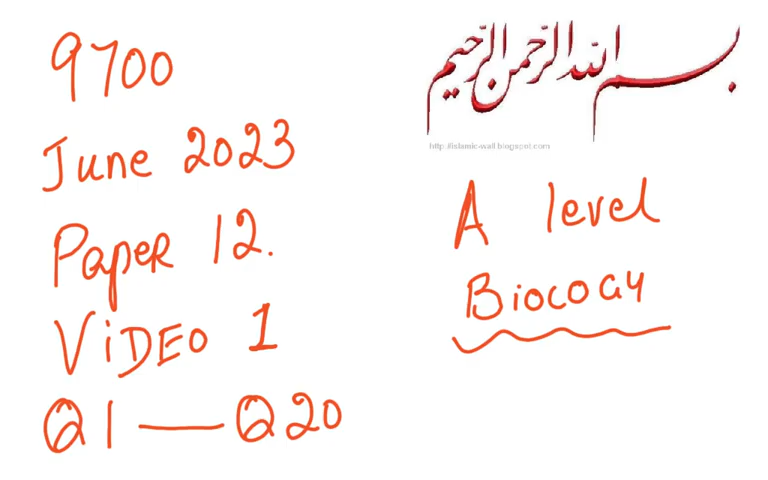 9700
June 2023
Paper 12.
VIDEO 1
Q1 — Q20
بسم الله الرحمن الرحيم
http://islamic-wall.blogspot.com
A level
Biology